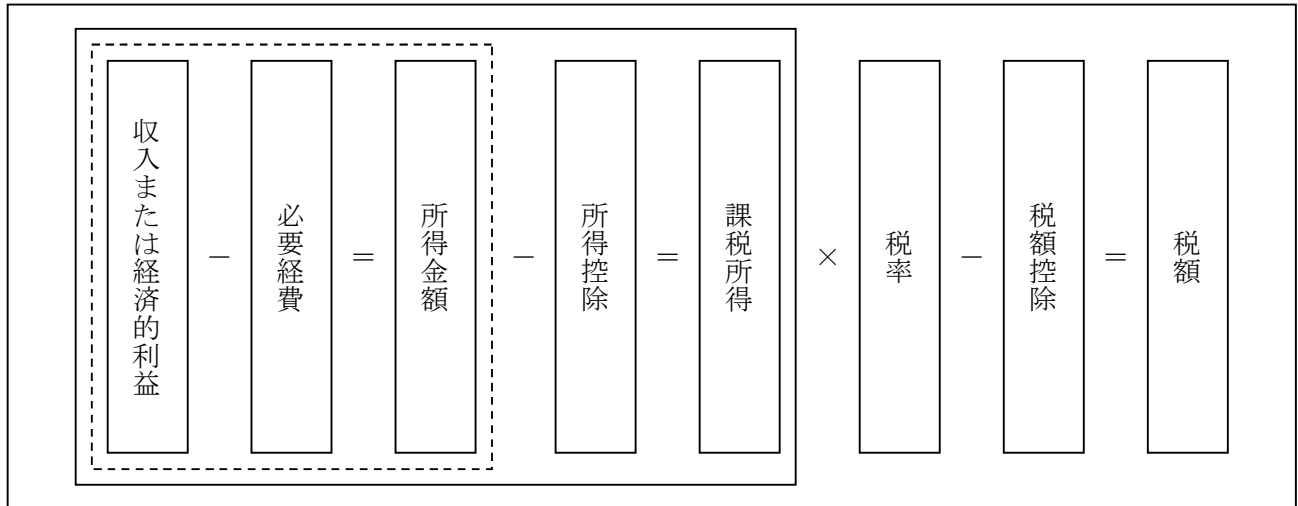 収入または経済的利益
－
必要経費
＝
所得金額
－
所得控除
＝
課税所得
×
税率
－
税額控除
＝
税額